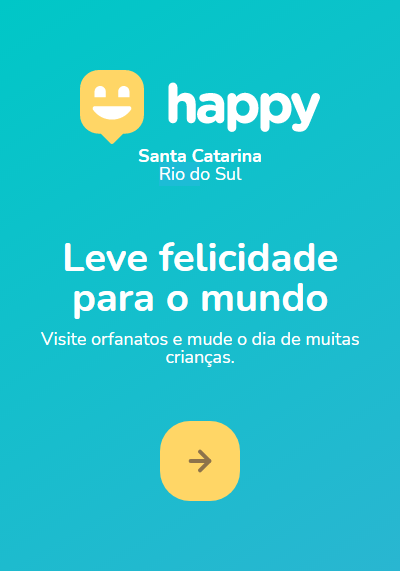 happy
Santa Catarina
Rio do Sul
Leve felicidade
para o mundo
Visite orfanatos e mude o dia de muitas
crianças.